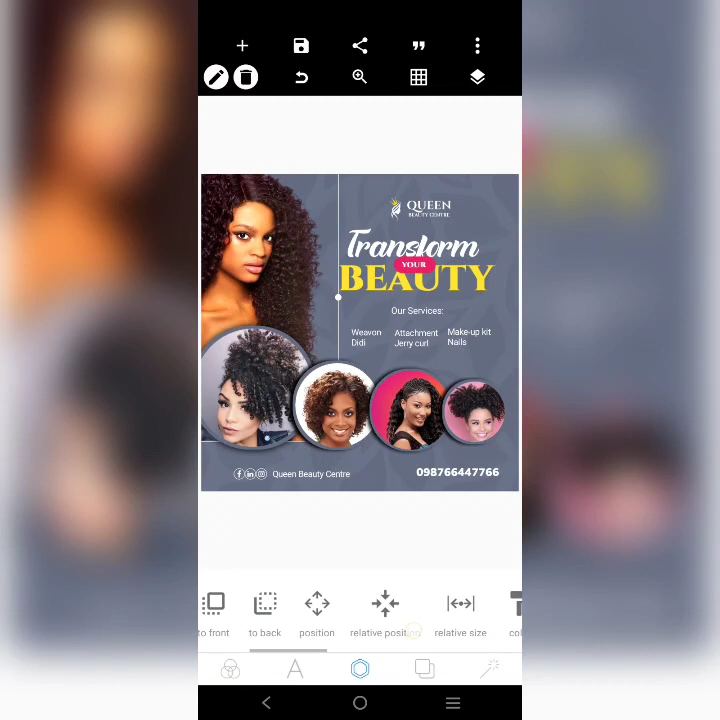 QUEEN
BEAUTY CENTRE
Transform
YOUR
BEAUTY
Our Services:
Weavon Attachment Make-up kit
Didi Jerry curl Nails
Queen Beauty Centre 098766447766
to front to back position relative position relative size col